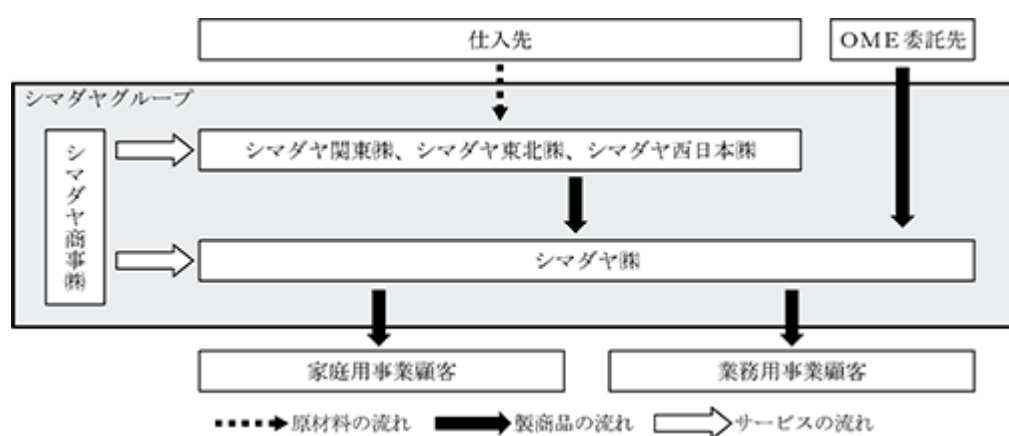 仕入先
OME委託先
シマダヤグループ
シマダヤ商事㈱
シマダヤ関東㈱、シマダヤ東北㈱、シマダヤ西日本㈱
シマダヤ㈱
家庭用事業顧客
業務用事業顧客
原材料の流れ
製商品の流れ
サービスの流れ